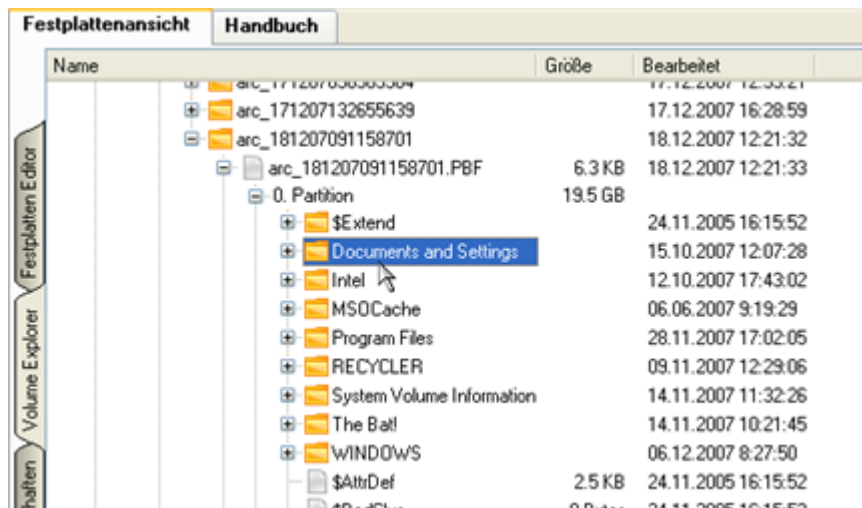 Festplattenansicht Handbuch
Name Größe Bearbeitet
arc_171207132655639 17.12.2007 16:28:59
arc_181207091158701 18.12.2007 12:21:32
arc_181207091158701.PBF 6.3 KB 18.12.2007 12:21:33
0. Partition 19.5 GB
$Extend 24.11.2005 16:15:52
Documents and Settings 15.10.2007 12:07:28
Intel 12.10.2007 17:43:02
MSOCache 06.06.2007 9:19:29
Program Files 28.11.2007 17:02:05
RECYCLER 09.11.2007 12:29:06
System Volume Information 14.11.2007 11:32:26
The Bat! 14.11.2007 10:21:45
WINDOWS 06.12.2007 8:27:50
$AttrDef 2.5 KB 24.11.2005 16:15:52
Festplatten Editor
Volume Explorer